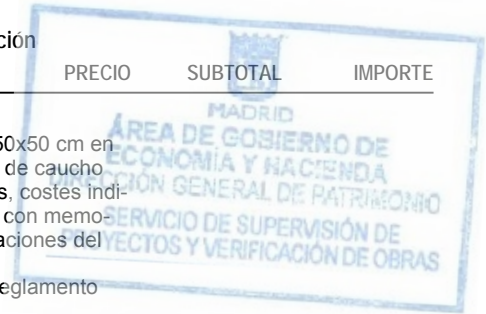 ción
PRECIO SUBTOTAL IMPORTE
MADRID
ÁREA DE GOBIERNO DE
ECONOMÍA Y HACIENDA
DIRECCIÓN GENERAL DE PATRIMONIO
SERVICIO DE SUPERVISIÓN DE
PROYECTOS Y VERIFICACIÓN DE OBRAS
50x50 cm en
de caucho
s, costes indi-
con memo-
aciones del
eglamento